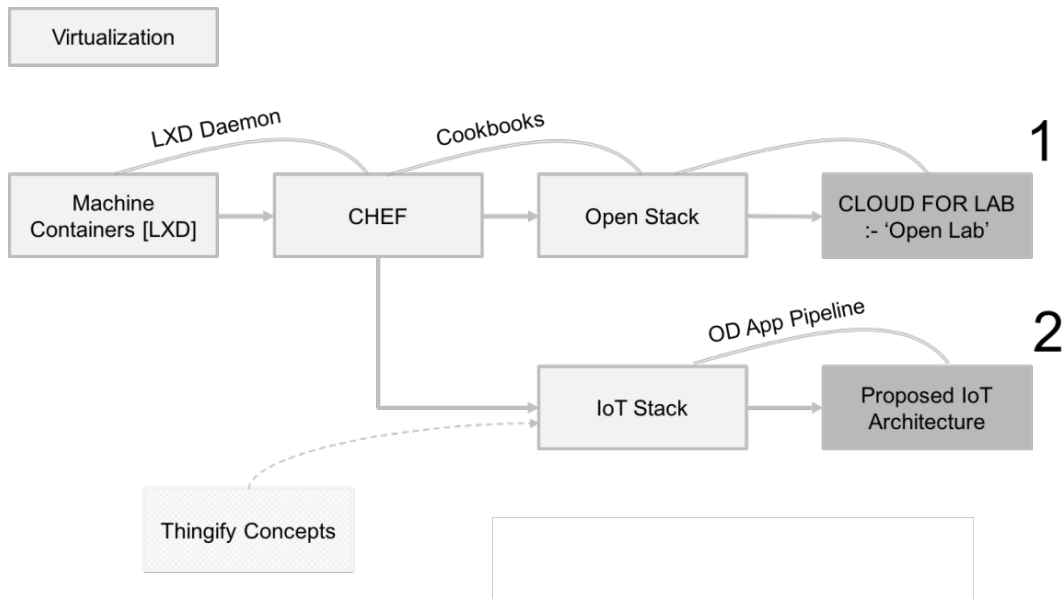 Virtualization
LXD Daemon
Cookbooks
1
Machine
Containers [LXD]
CHEF
Open Stack
CLOUD FOR LAB
:- ‘Open Lab’
OD App Pipeline
2
IoT Stack
Proposed IoT
Architecture
Thingify Concepts